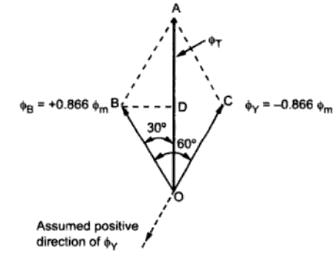 A
ϕT
ϕB = +0.866 ϕm B
D
C ϕY = –0.866 ϕm
30°
60°
O
Assumed positive
direction of ϕY